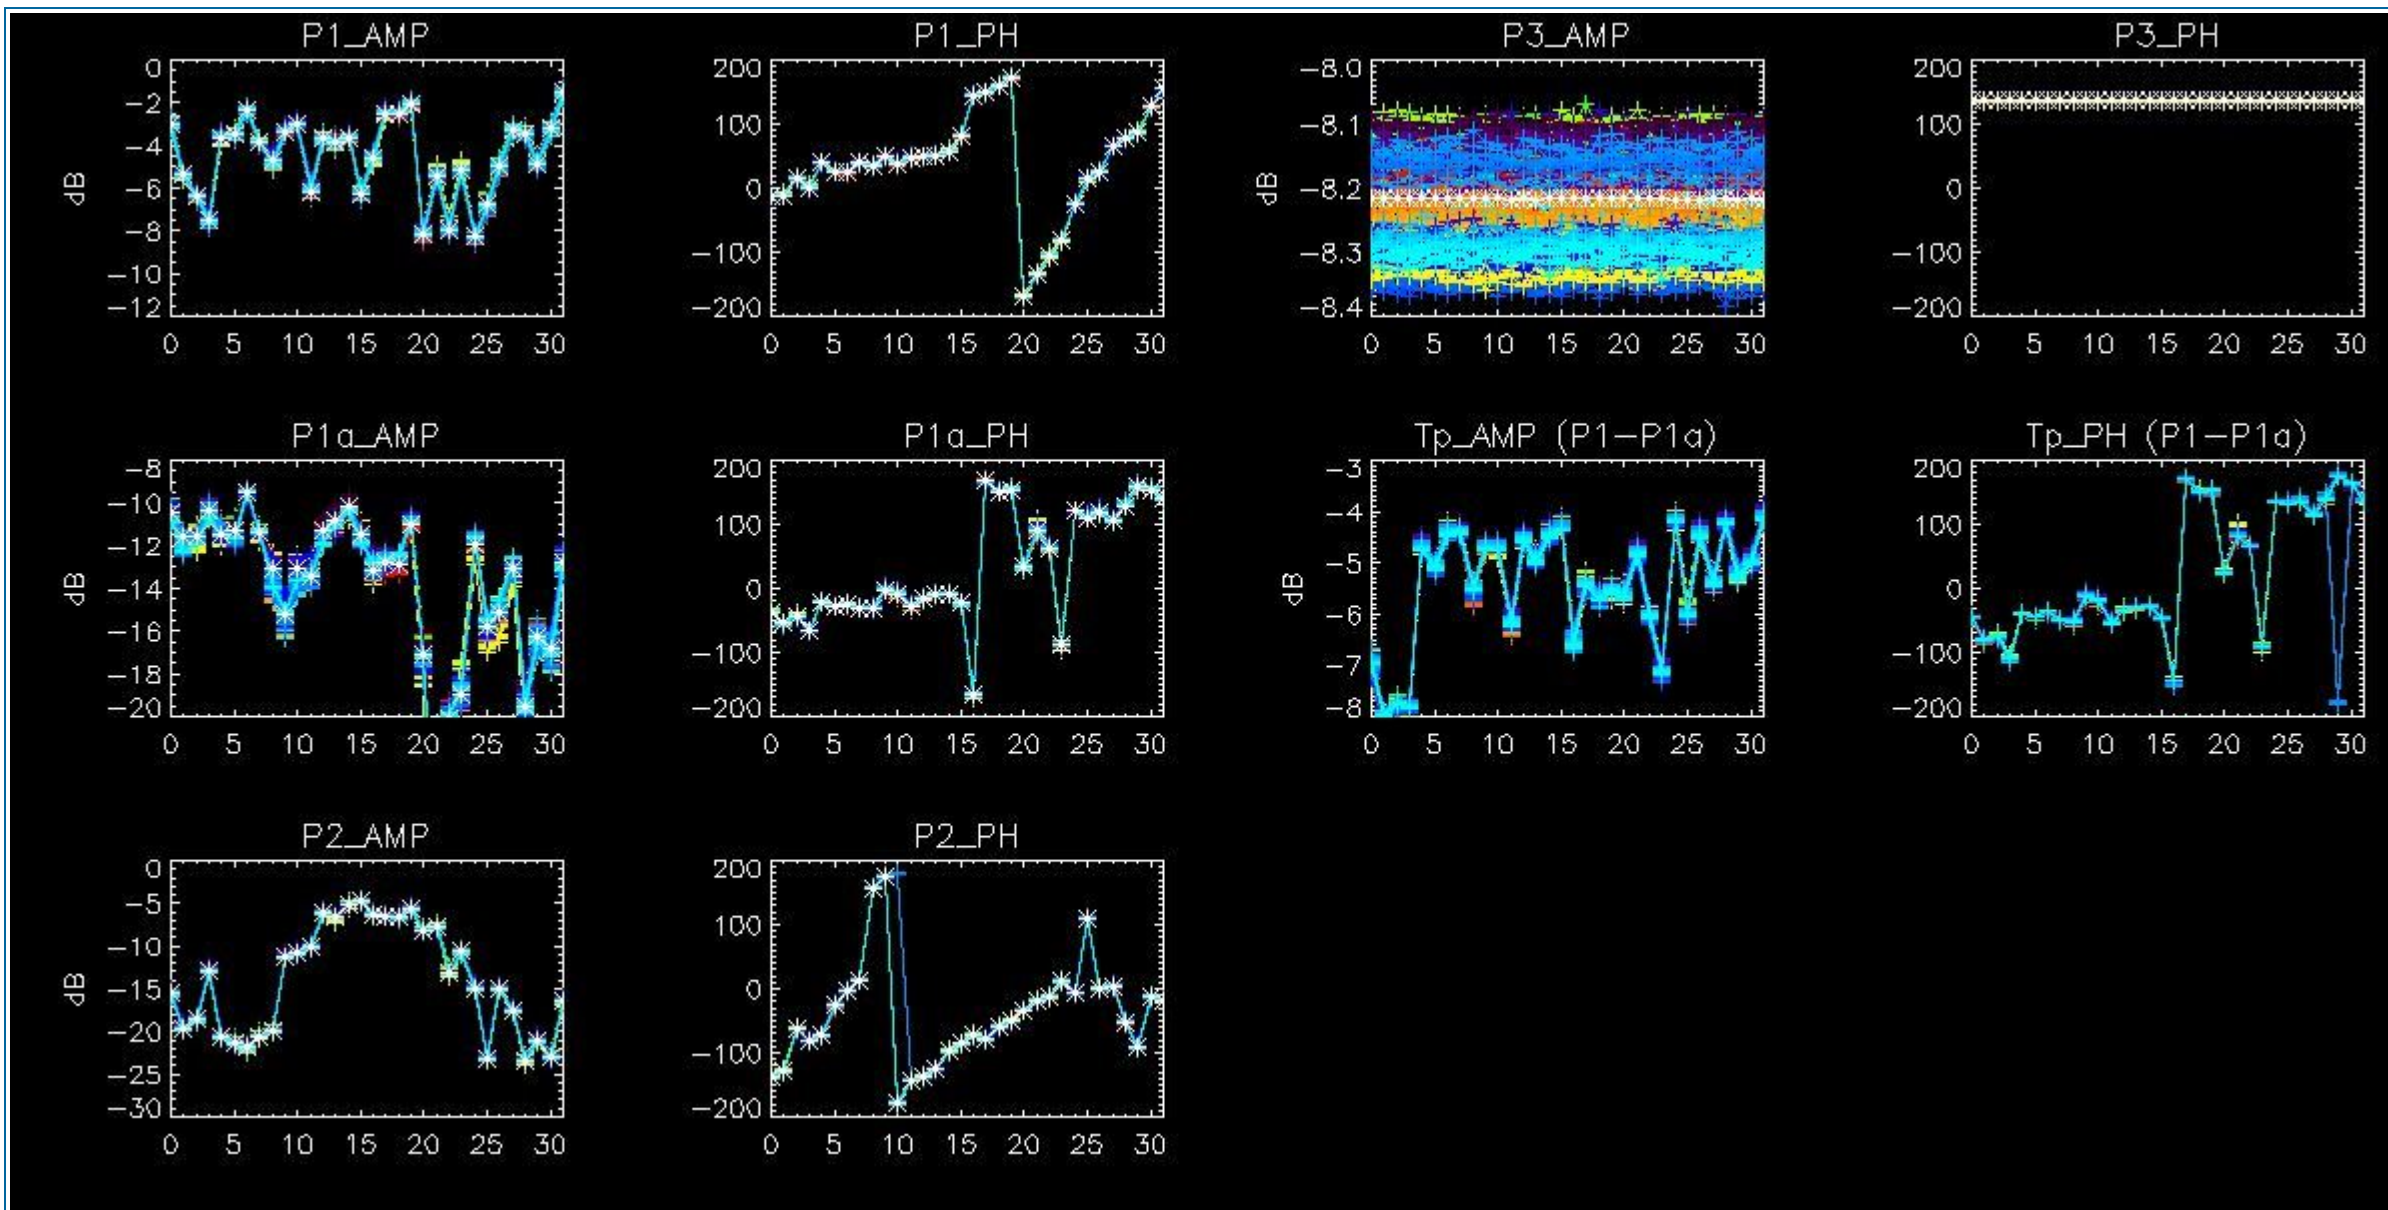 P1_AMP P1_PH P3_AMP P3_PH
0 200 -8.0 200
-2 100 -8.1 100
-4 0 -8.2 0
-6 -100 -8.3 -100
-8 -200 -8.4 -200
-10
-12
dB dB
0 5 10 15 20 25 30 0 5 10 15 20 25 30 0 5 10 15 20 25 30 0 5 10 15 20 25 30
P1a_AMP P1a_PH Tp_AMP (P1-P1a) Tp_PH (P1-P1a)
-8 200 -3 200
-10 100 -4 100
-12 0 -5 0
-14 -100 -6 -100
-16 -200 -7 -200
-18 -8
-20
dB dB
0 5 10 15 20 25 30 0 5 10 15 20 25 30 0 5 10 15 20 25 30 0 5 10 15 20 25 30
P2_AMP P2_PH
0 200
-5 100
-10 0
-15 -100
-20 -200
-25
-30
dB
0 5 10 15 20 25 30 0 5 10 15 20 25 30